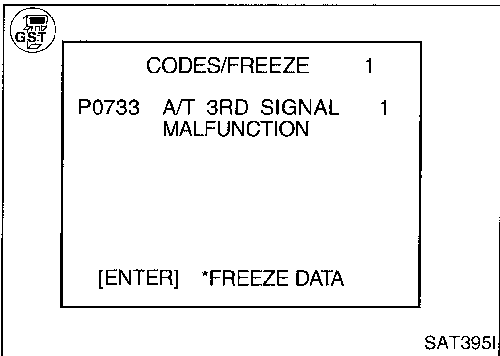 GST
CODES/FREEZE 1
P0733 A/T 3RD SIGNAL 1
MALFUNCTION
[ENTER] *FREEZE DATA
SAT395I